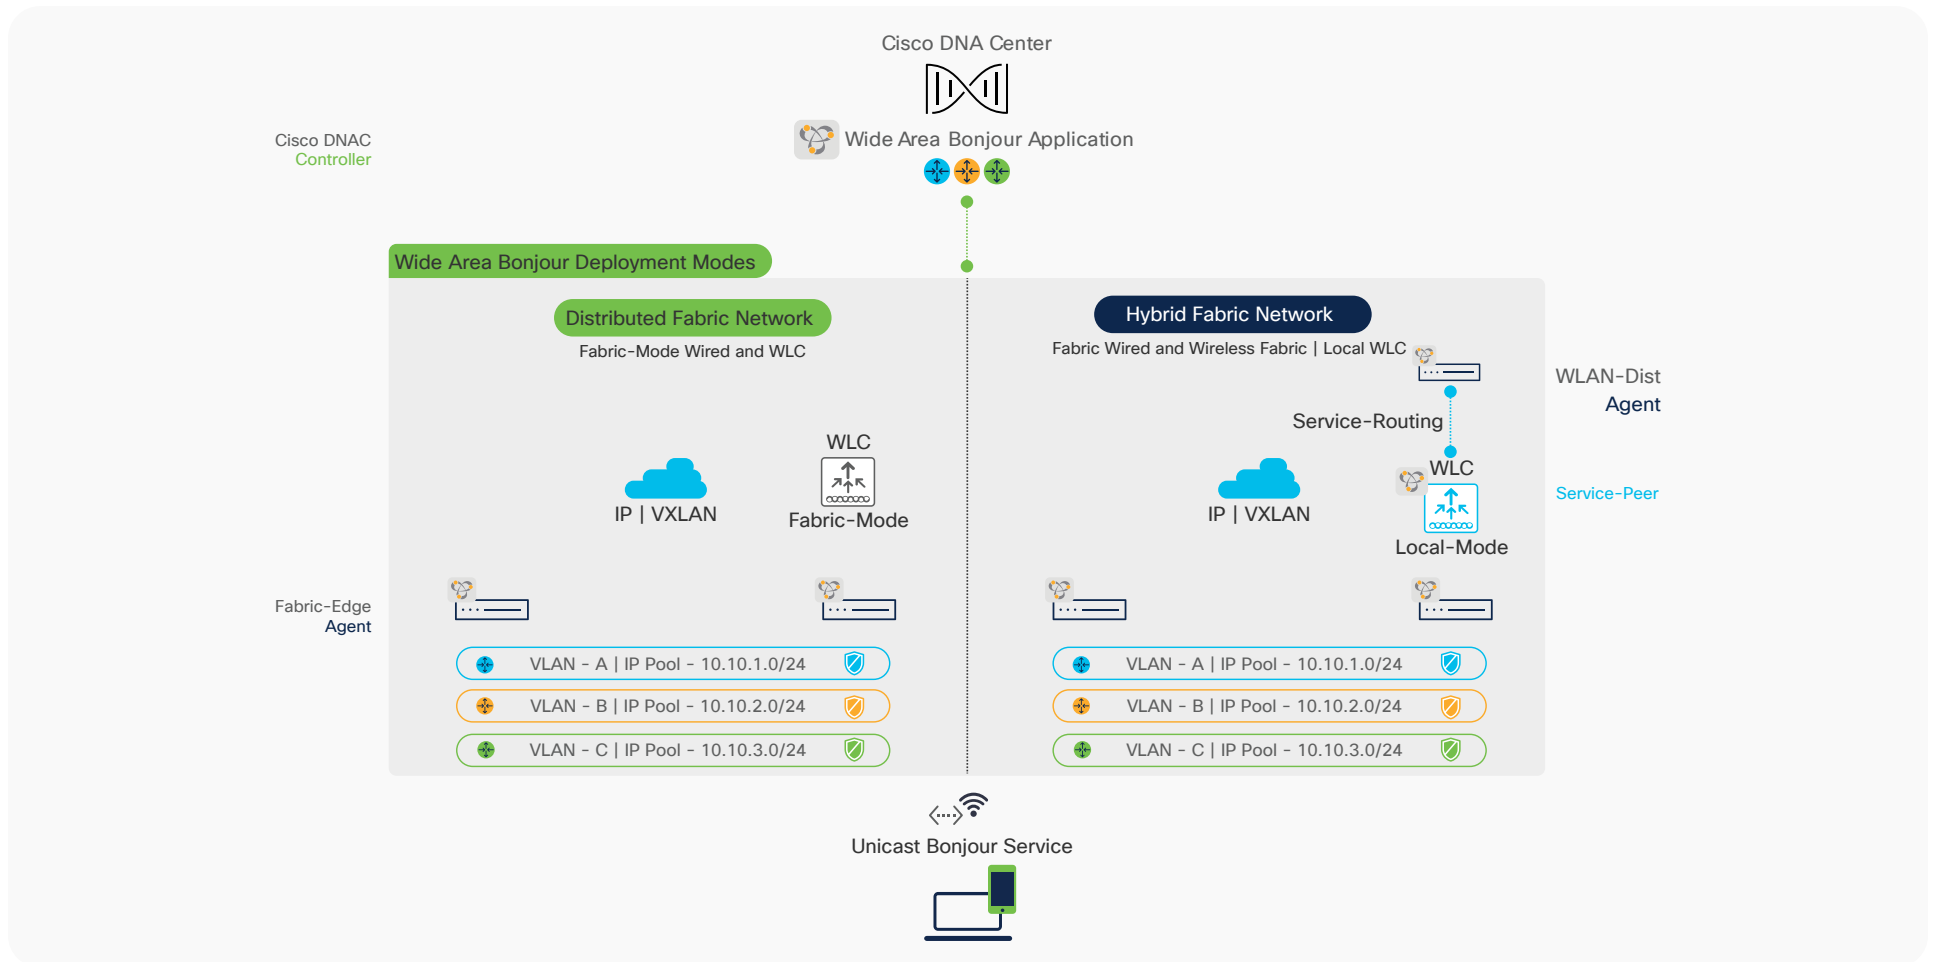 Cisco DNA Center
Cisco DNAC
Controller
Wide Area Bonjour Application
Wide Area Bonjour Deployment Modes
Distributed Fabric Network
Fabric-Mode Wired and WLC
WLC
IP | VXLAN
Fabric-Mode
Fabric-Edge
Agent
VLAN - A | IP Pool - 10.10.1.0/24
VLAN - B | IP Pool - 10.10.2.0/24
VLAN - C | IP Pool - 10.10.3.0/24
Hybrid Fabric Network
Fabric Wired and Wireless Fabric | Local WLC
WLAN-Dist
Agent
Service-Routing
WLC
Service-Peer
IP | VXLAN
Local-Mode
VLAN - A | IP Pool - 10.10.1.0/24
VLAN - B | IP Pool - 10.10.2.0/24
VLAN - C | IP Pool - 10.10.3.0/24
Unicast Bonjour Service